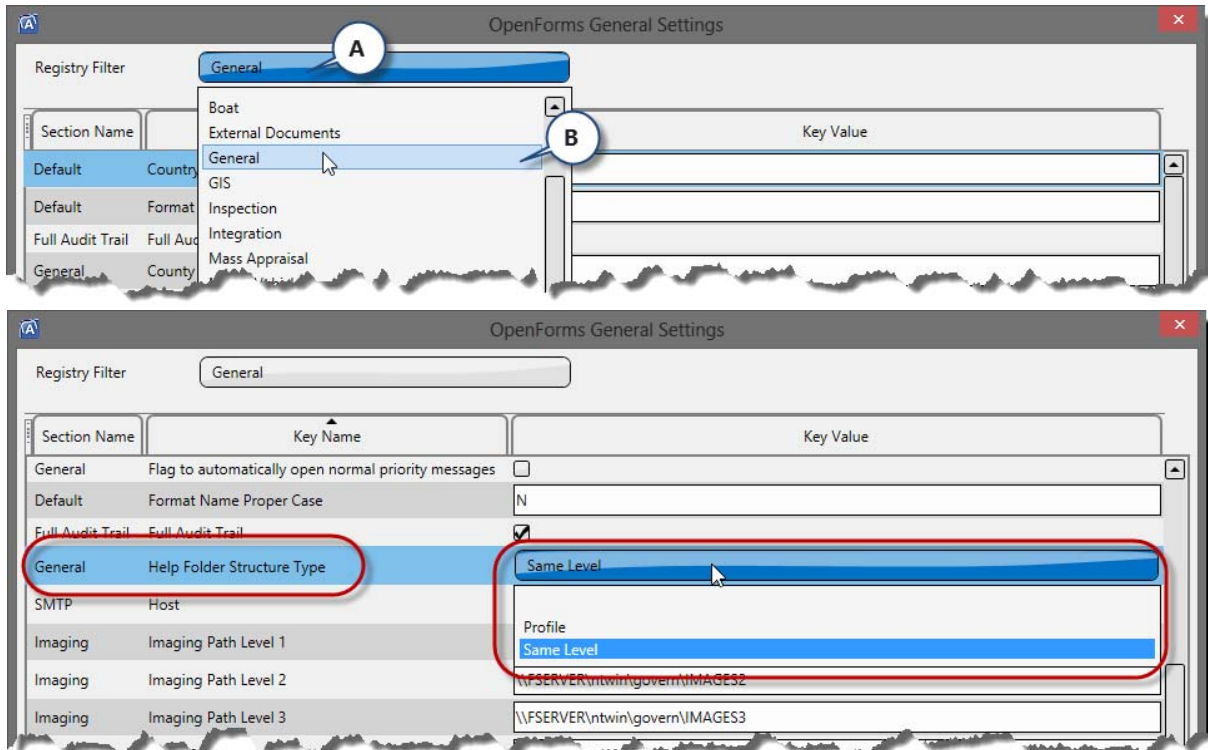 OpenForms General Settings
A
Registry Filter General
Boat
External Documents
B
Section Name Key Value
General
Default Country
GIS
Default Format
Inspection
Integration
Full Audit Trail Full Aud
Mass Appraisal
General County
OpenForms General Settings
Registry Filter General
Section Name Key Name Key Value
General Flag to automatically open normal priority messages
Default Format Name Proper Case N
Full Audit Trail Full Audit Trail
General Help Folder Structure Type Same Level
SMTP Host
Profile
Imaging Imaging Path Level 1
Same Level
Imaging Imaging Path Level 2 \\FSERVER\ntwin\govern\IMAGES2
Imaging Imaging Path Level 3 \\FSERVER\ntwin\govern\IMAGES3